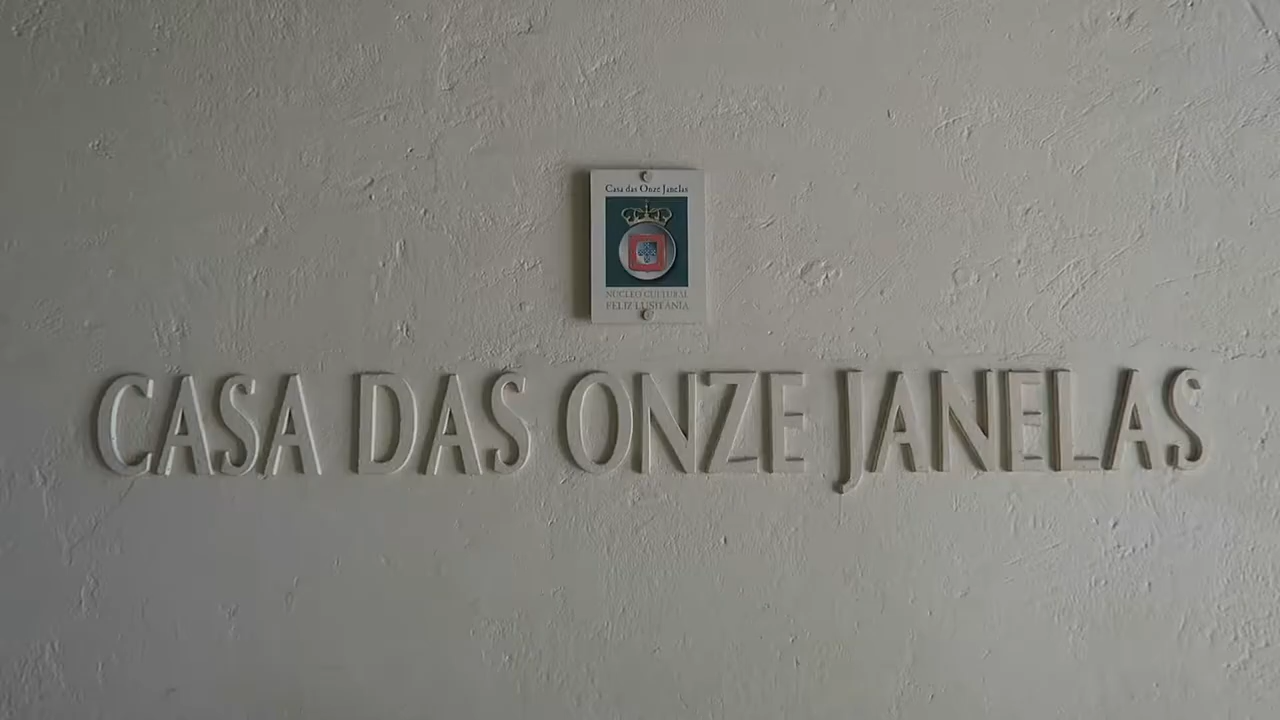 Casa das Onze Janelas
NÚCLEO CULTURAL
FELIZ LUSITÂNIA
CASA DAS ONZE JANELAS